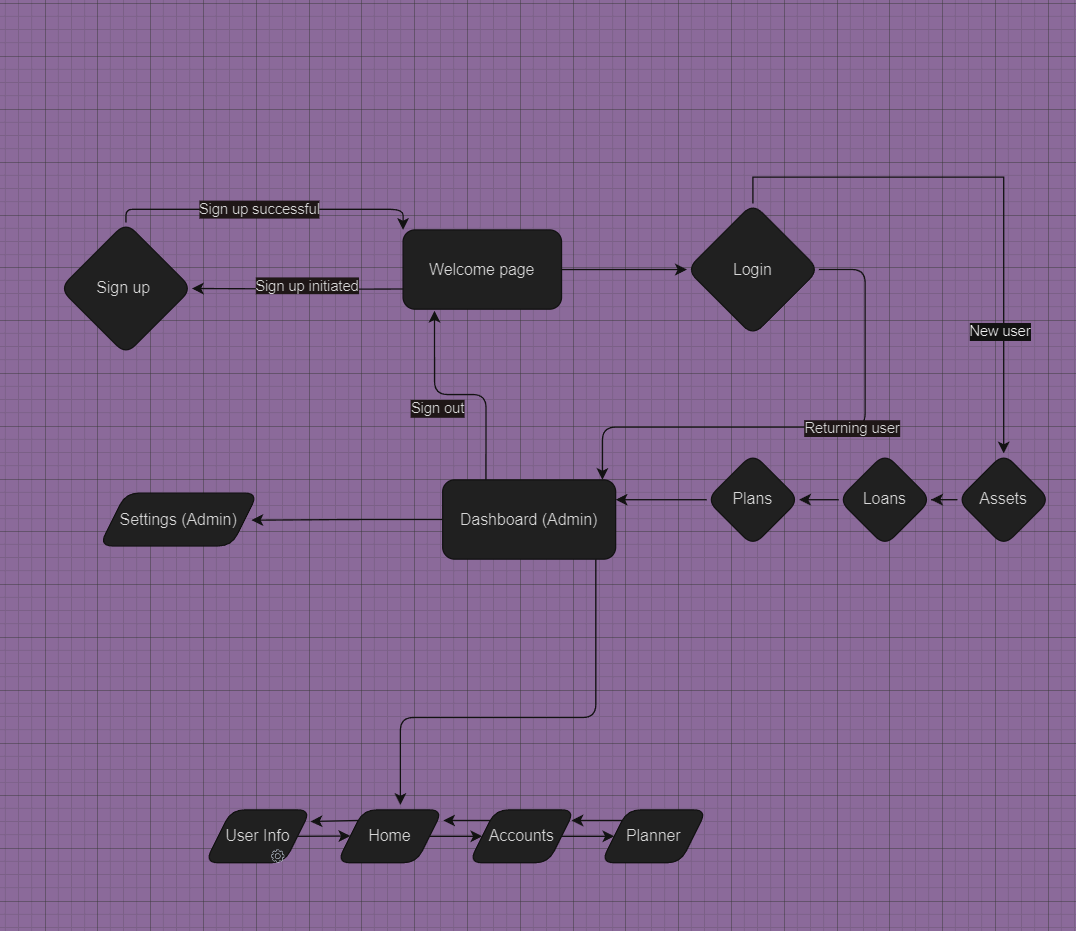 Sign up successful
Welcome page
Login
Sign up
Sign up initiated
New user
Sign out
Returning user
Plans
Loans
Assets
Settings (Admin)
Dashboard (Admin)
User Info
Home
Accounts
Planner